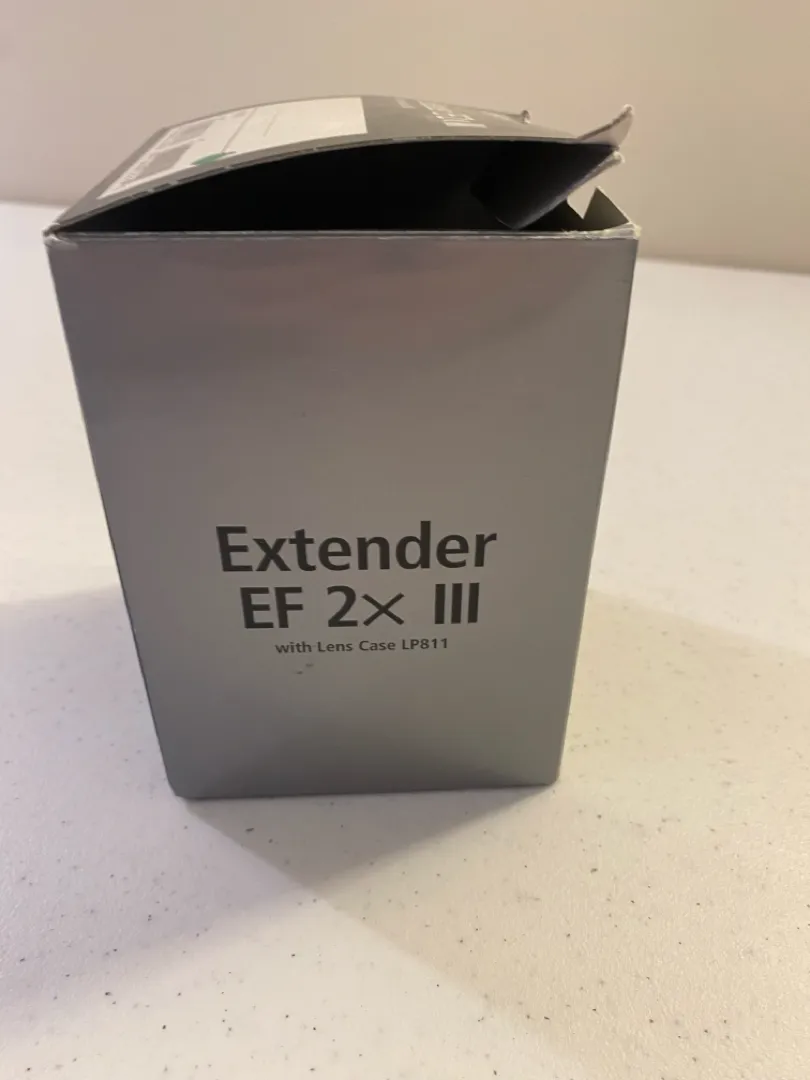 Extender
EF 2× III
with Lens Case LP811